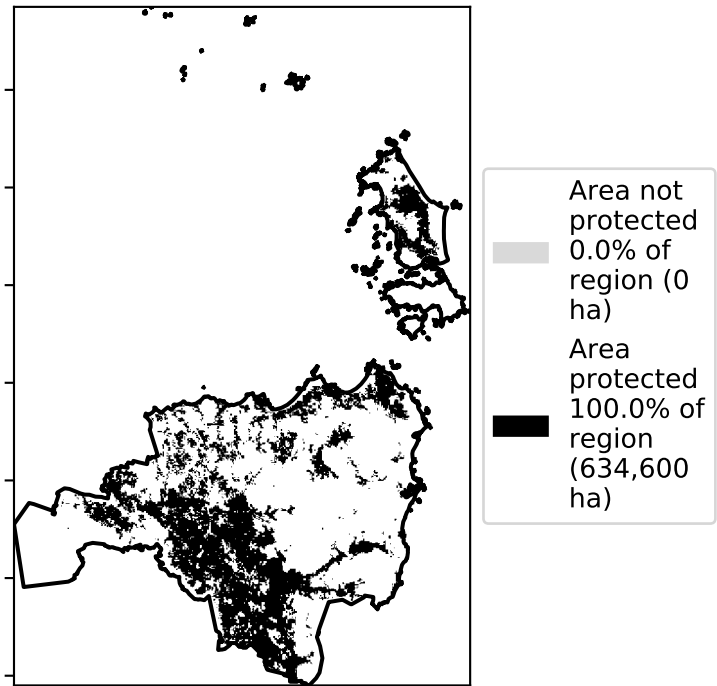 Area not
protected
0.0% of
region (0
ha)
Area
protected
100.0% of
region
(634,600
ha)